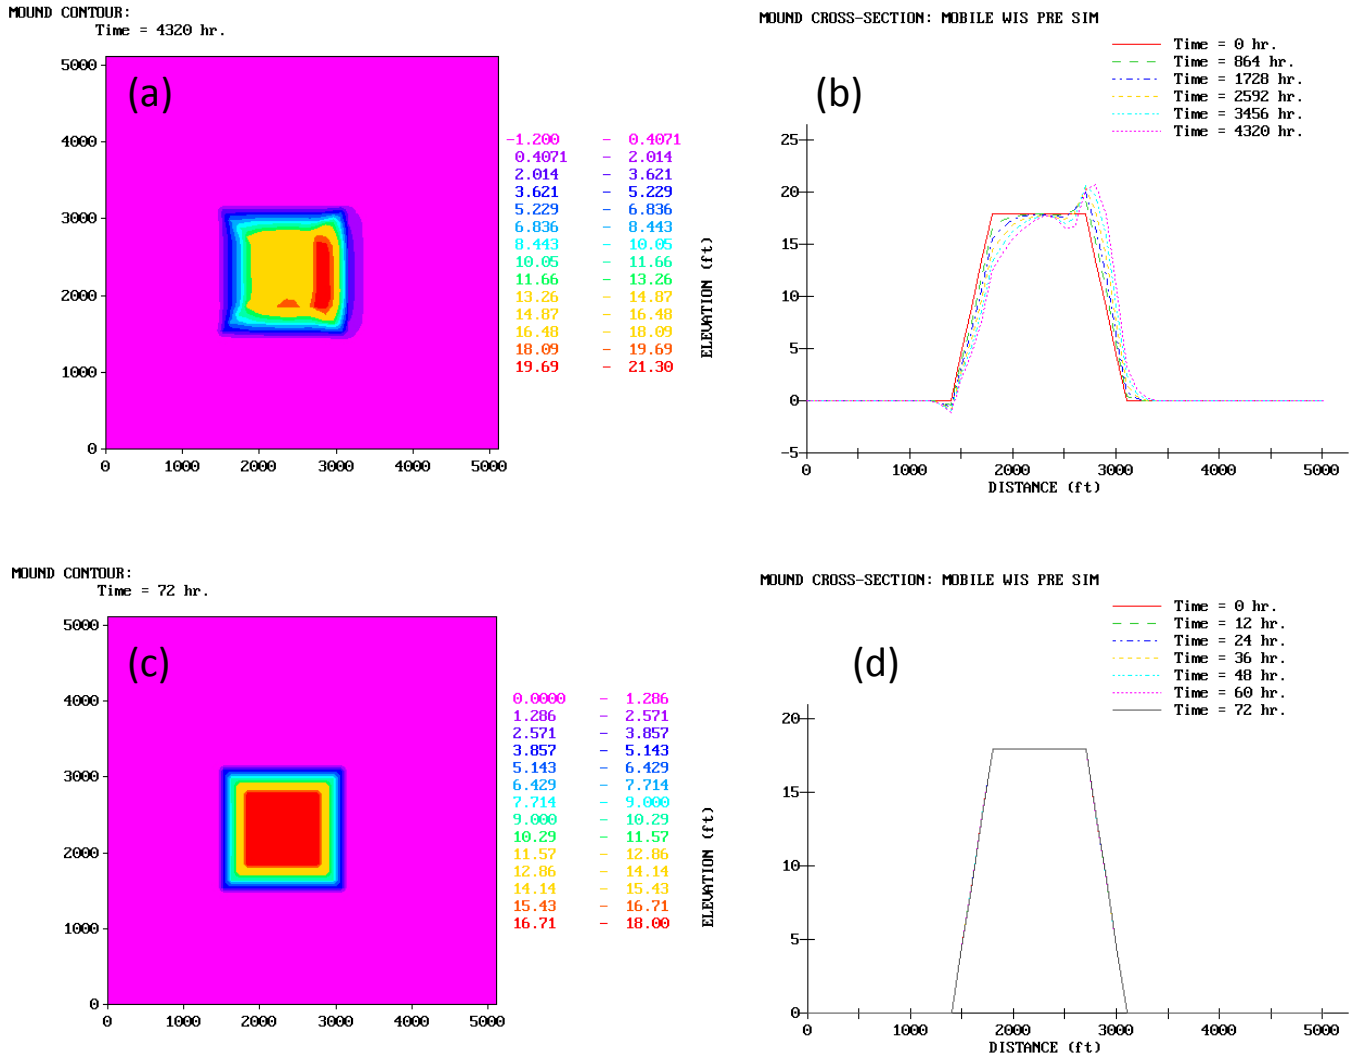 MOUND CONTOUR:
Time = 4320 hr.
(a)
5000
4000
3000
2000
1000
0
0 1000 2000 3000 4000 5000
-1.200 - 0.4071
0.4071 - 2.014
2.014 - 3.621
3.621 - 5.229
5.229 - 6.836
6.836 - 8.443
8.443 - 10.05
10.05 - 11.66
11.66 - 13.26
13.26 - 14.87
14.87 - 16.48
16.48 - 18.09
18.09 - 19.69
19.69 - 21.30
MOUND CROSS-SECTION: MOBILE WIS PRE SIM
Time = 0 hr.
Time = 864 hr.
Time = 1728 hr.
Time = 2592 hr.
Time = 3456 hr.
Time = 4320 hr.
(b)
ELEVATION (ft)
25
20
15
10
5
0
-5
0 1000 2000 3000 4000 5000
DISTANCE (ft)
MOUND CONTOUR:
Time = 72 hr.
(c)
5000
4000
3000
2000
1000
0
0 1000 2000 3000 4000 5000
0.0000 - 1.286
1.286 - 2.571
2.571 - 3.857
3.857 - 5.143
5.143 - 6.429
6.429 - 7.714
7.714 - 9.000
9.000 - 10.29
10.29 - 11.57
11.57 - 12.86
12.86 - 14.14
14.14 - 15.43
15.43 - 16.71
16.71 - 18.00
MOUND CROSS-SECTION: MOBILE WIS PRE SIM
Time = 0 hr.
Time = 12 hr.
Time = 24 hr.
Time = 36 hr.
Time = 48 hr.
Time = 60 hr.
Time = 72 hr.
(d)
ELEVATION (ft)
20
15
10
5
0
0 1000 2000 3000 4000 5000
DISTANCE (ft)